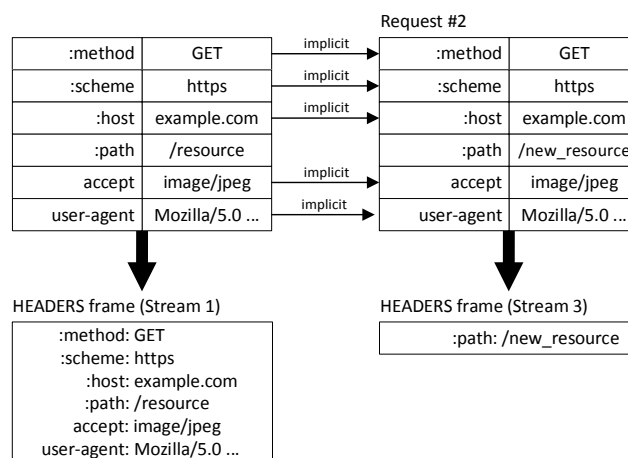 Request #2
:method GET implicit :method GET
:scheme https implicit :scheme https
:host example.com implicit :host example.com
:path /resource :path /new_resource
accept image/jpeg implicit accept image/jpeg
user-agent Mozilla/5.0 ... implicit user-agent Mozilla/5.0 ...
HEADERS frame (Stream 1) HEADERS frame (Stream 3)
:method: GET :path: /new_resource
:scheme: https
:host: example.com
:path: /resource
accept: image/jpeg
user-agent: Mozilla/5.0 ...